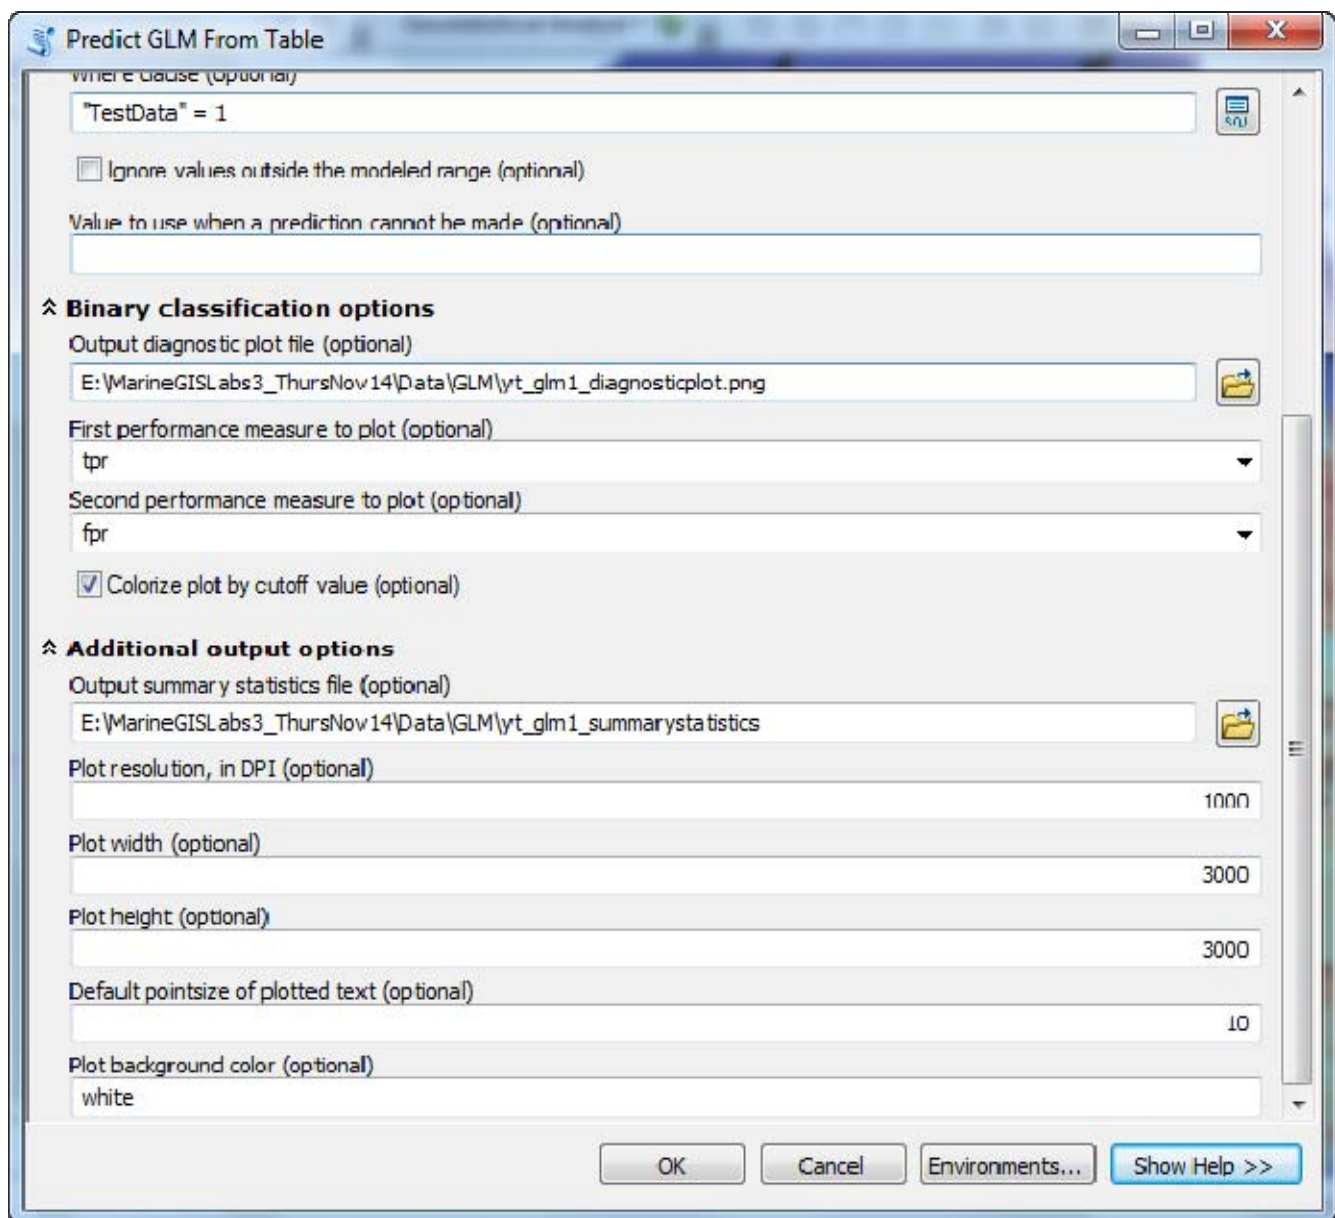 Predict GLM From Table
Where clause (optional)
"TestData" = 1
Ignore values outside the modeled range (optional)
Value to use when a prediction cannot be made (optional)
Binary classification options
Output diagnostic plot file (optional)
E:\MarineGISLabs3_ThursNov14\Data\GLM\yt_glm1_diagnosticplot.png
First performance measure to plot (optional)
tpr
Second performance measure to plot (optional)
fpr
Colorize plot by cutoff value (optional)
Additional output options
Output summary statistics file (optional)
E:\MarineGISLabs3_ThursNov14\Data\GLM\yt_glm1_summarystatistics
Plot resolution, in DPI (optional)
1000
Plot width (optional)
3000
Plot height (optional)
3000
Default pointsize of plotted text (optional)
10
Plot background color (optional)
white
OK Cancel Environments... Show Help >>